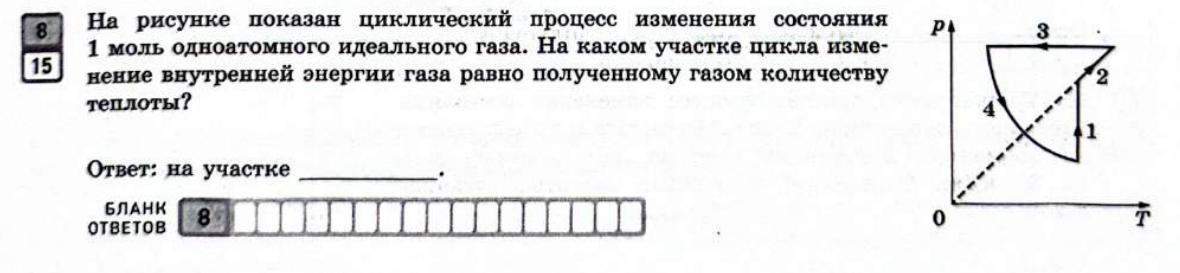 8
15
На рисунке показан циклический процесс изменения состояния
1 моль одноатомного идеального газа. На каком участке цикла изме-
нение внутренней энергии газа равно полученному газом количеству
теплоты?
Ответ: на участке ____________.
БЛАНК
ОТВЕТОВ
8
p
3
2
4
1
0
T